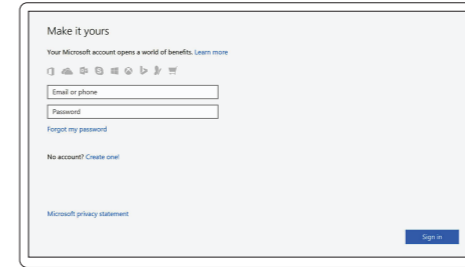 Make it yours
Your Microsoft account opens a world of benefits. Learn more
Email or phone
Password
Forgot my password
No account? Create one!
Microsoft privacy statement
Sign in